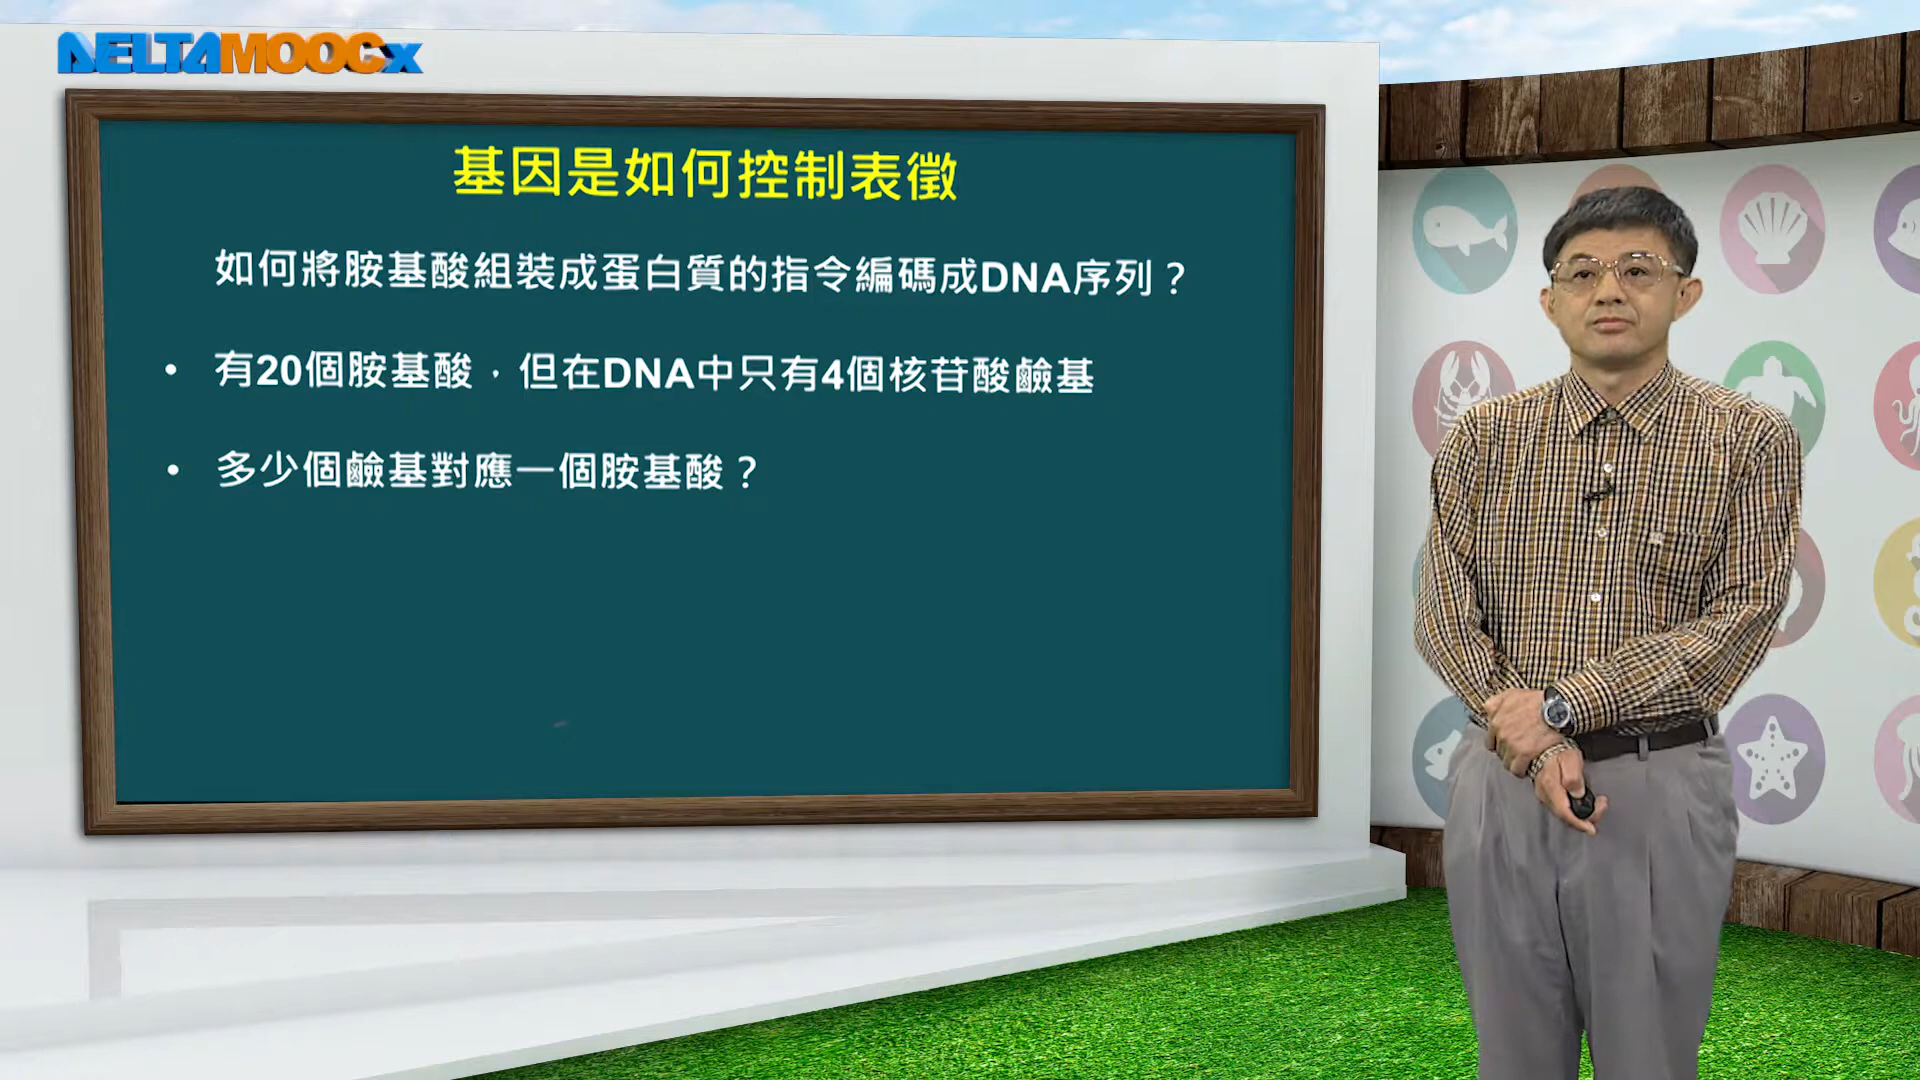 DELTAMOOCx
基因是如何控制表徵
如何將胺基酸組裝成蛋白質的指令編碼成DNA序列？
• 有20個胺基酸，但在DNA中只有4個核苷酸鹼基
• 多少個鹼基對應一個胺基酸？